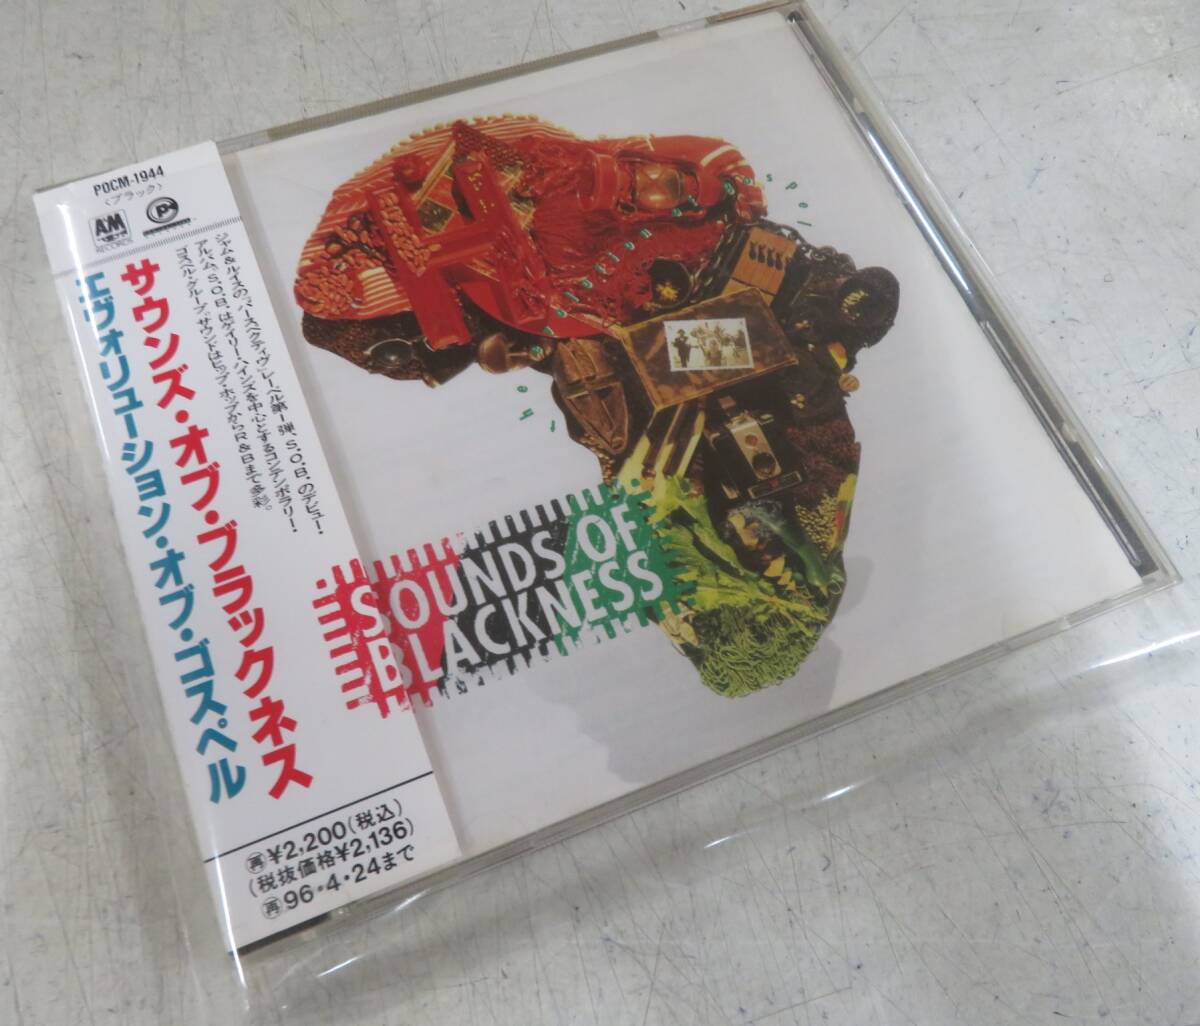 POCM-1944
〈ブラック〉
A&M
RECORDS
P
ジャム&ルイスの“パースペクティヴ”レーベル第1弾、S.O.B.のデビュー・
アルバム。S.O.B.はゲイリー・ハインズを中心とするコンテンポラリー・
ゴスペル・グループ。サウンドはヒップ・ホップからR&Bまで多彩。
サウンズ・オブ・ブラックネス
エヴォリューション・オブ・ゴスペル
再¥2,200(税込)
(税抜価格¥2,136)
再96・4・24まで
the evolution of gospel
SOUNDS OF
BLACKNESS